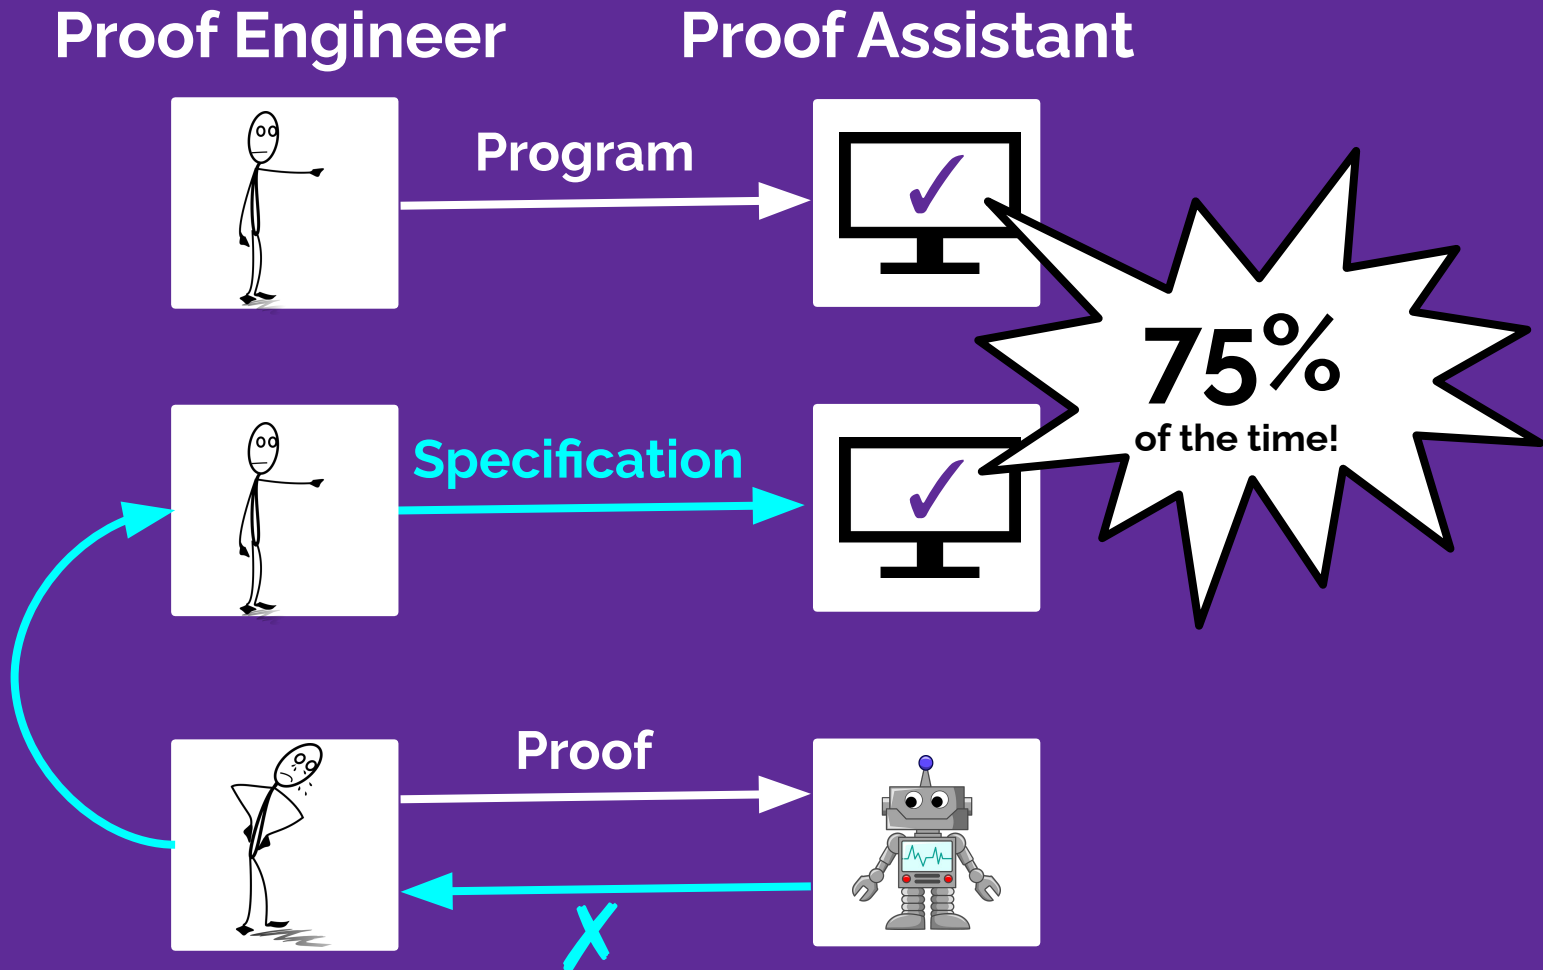 Proof Engineer
Proof Assistant
Program
75%
of the time!
Specification
Proof